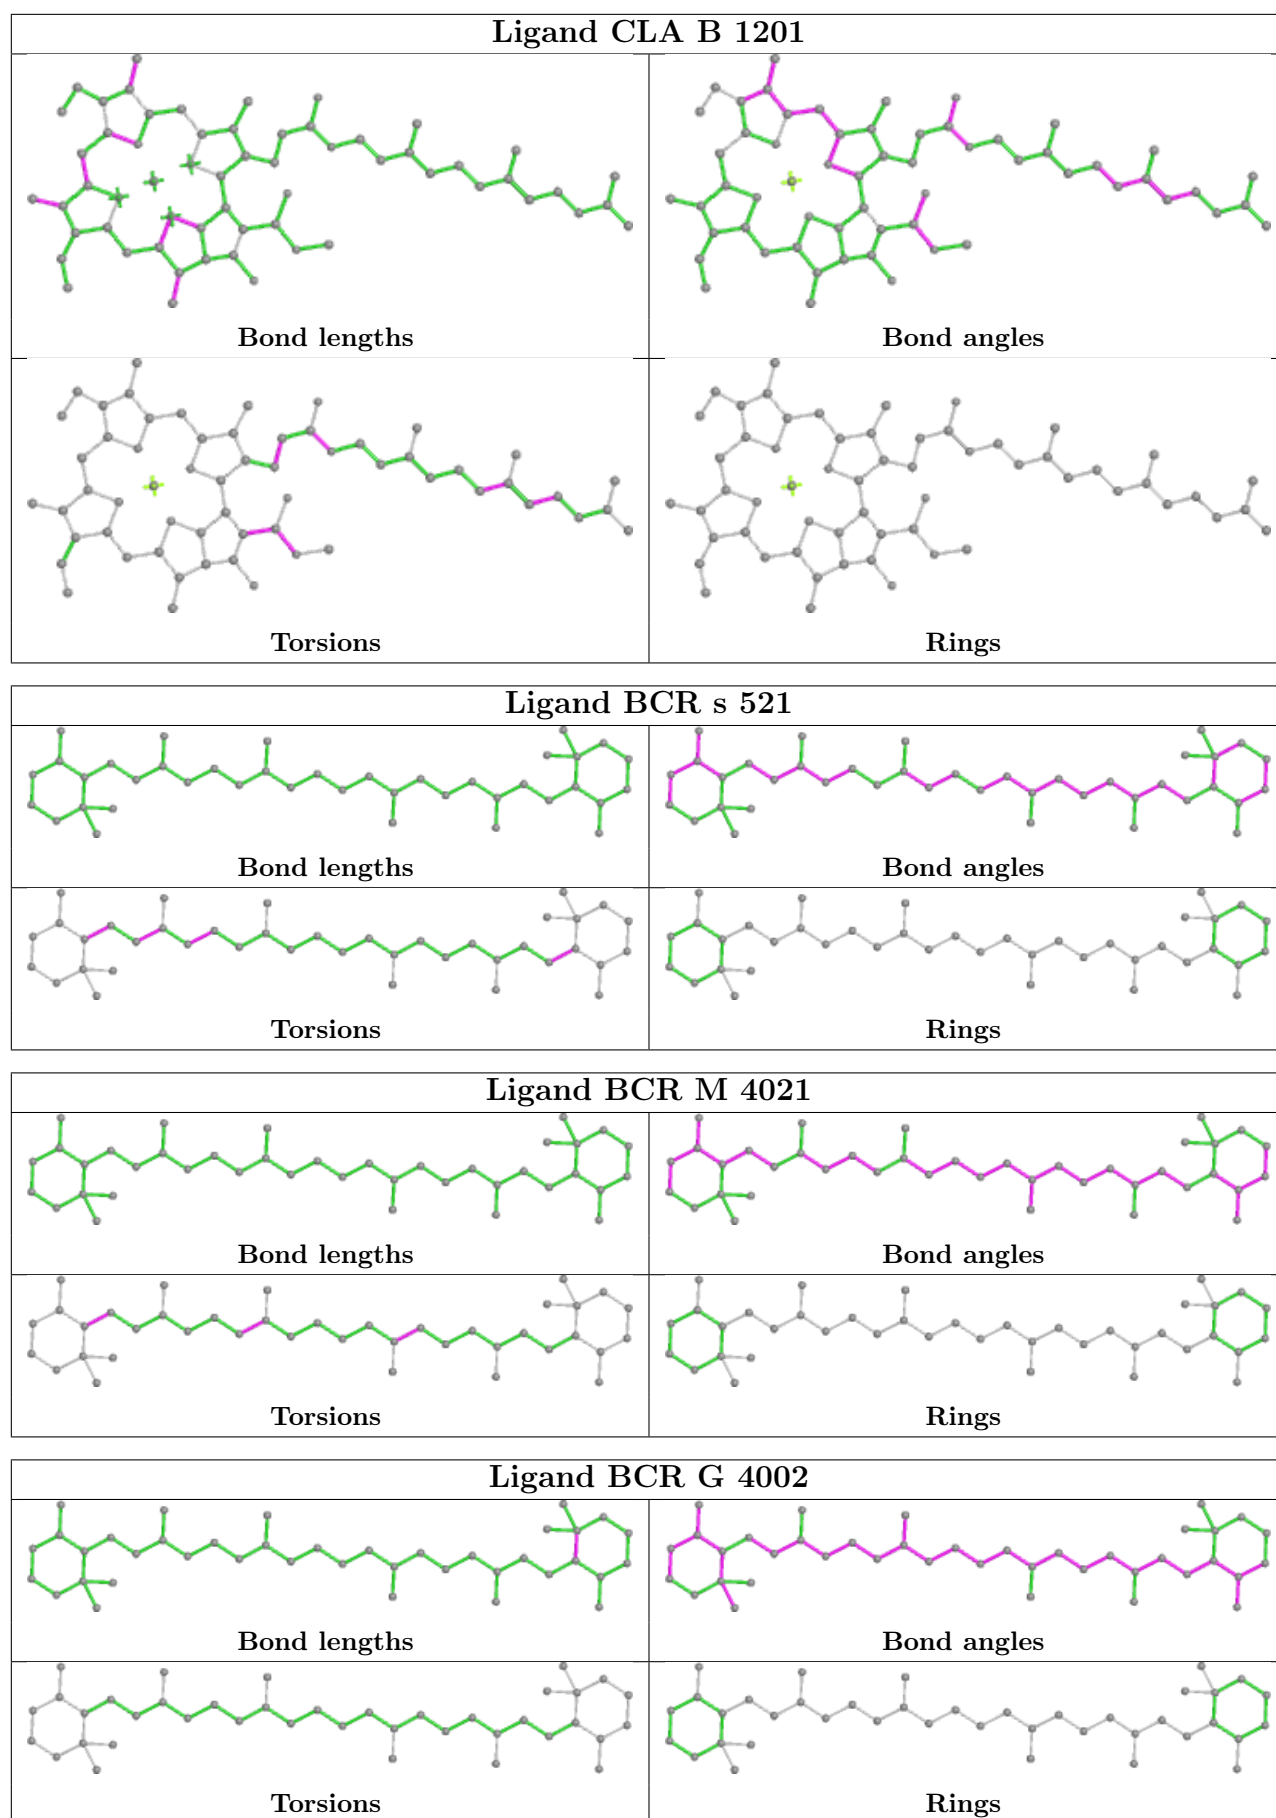 Ligand CLA B 1201
Bond lengths
Bond angles
Torsions
Rings
Ligand BCR s 521
Bond lengths
Bond angles
Torsions
Rings
Ligand BCR M 4021
Bond lengths
Bond angles
Torsions
Rings
Ligand BCR G 4002
Bond lengths
Bond angles
Torsions
Rings